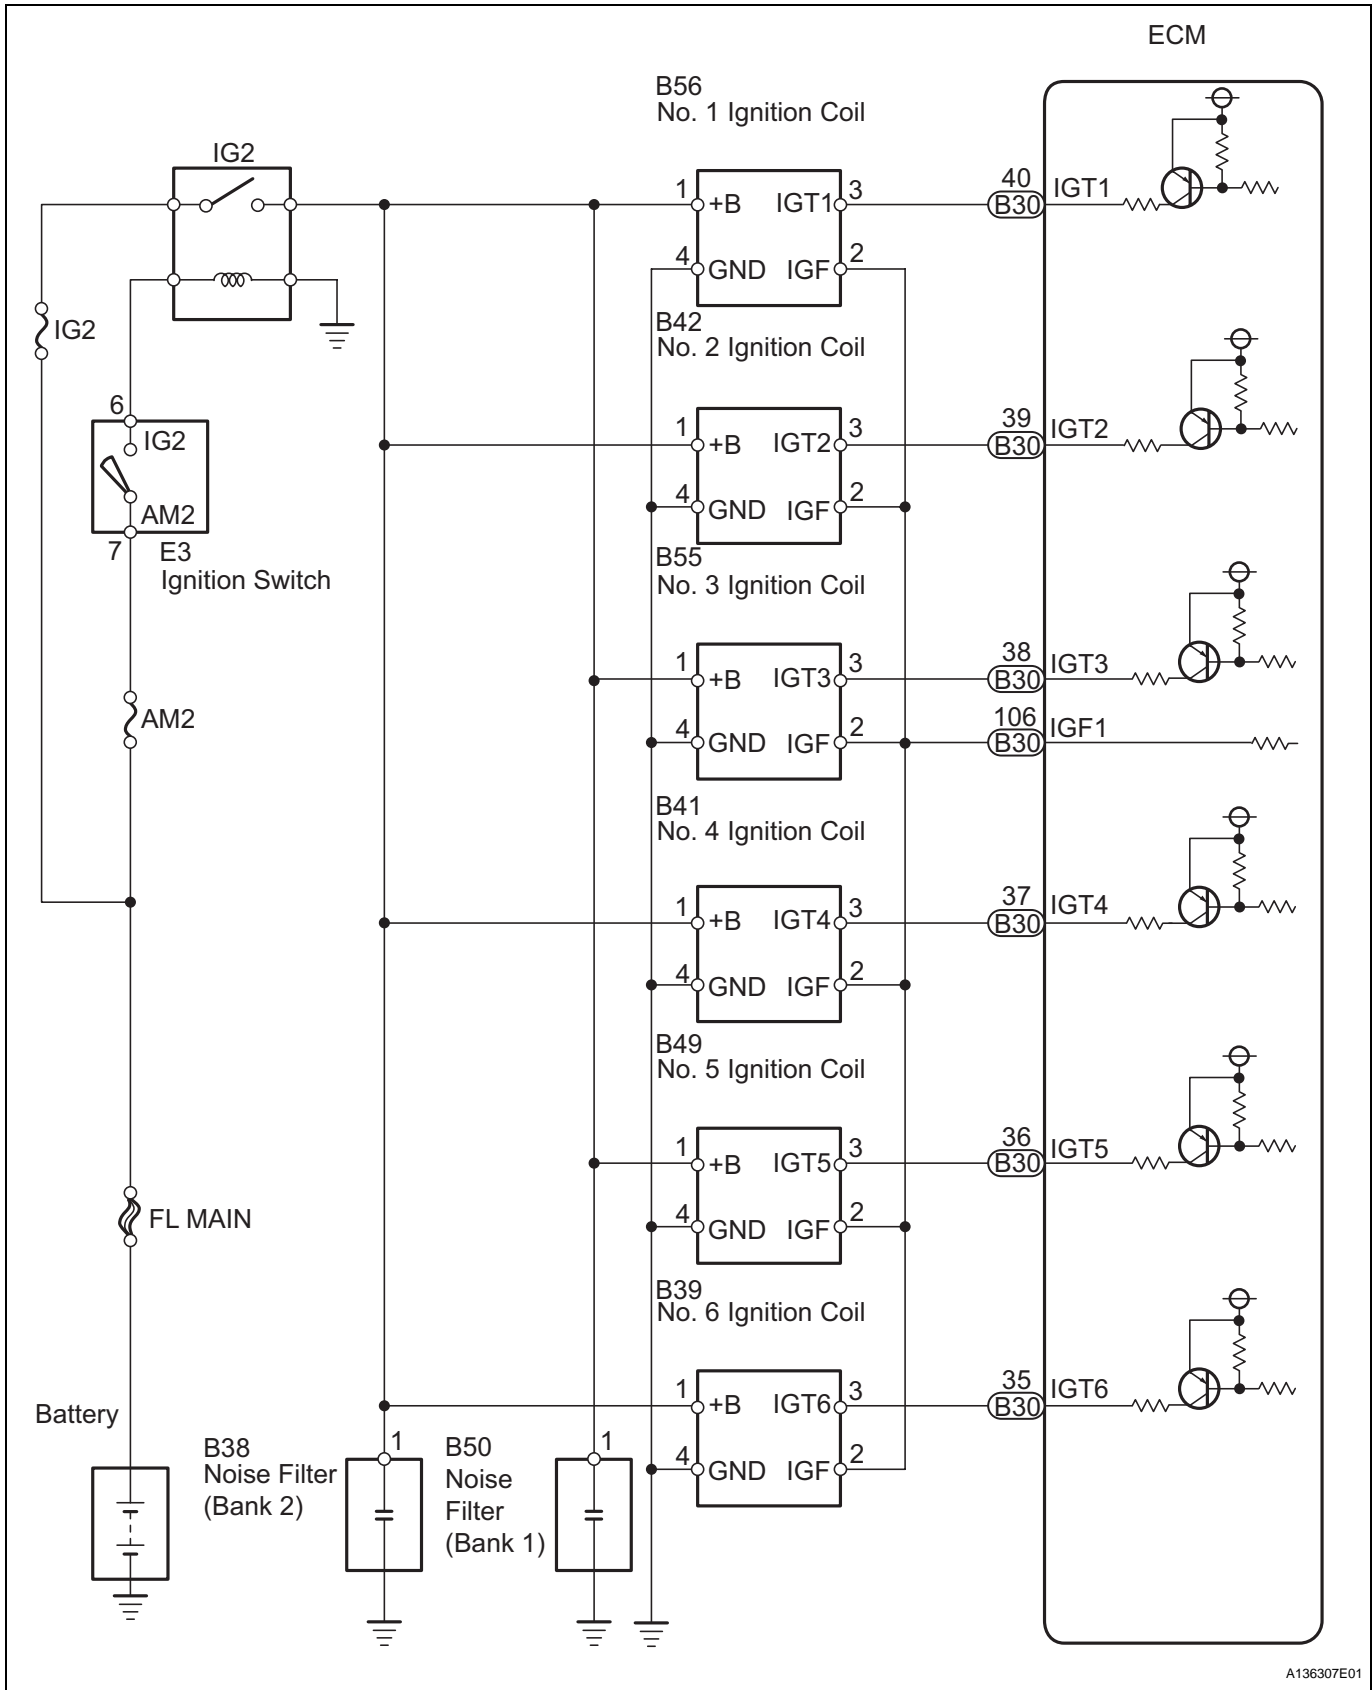 ECM
B56
No. 1 Ignition Coil
IG2
1
+B
IGT1
3
40
B30
IGT1
4
GND
IGF
2
IG2
B42
No. 2 Ignition Coil
6
IG2
AM2
7
E3
Ignition Switch
1
+B
IGT2
3
39
B30
IGT2
4
GND
IGF
2
B55
No. 3 Ignition Coil
1
+B
IGT3
3
38
B30
IGT3
AM2
4
GND
IGF
2
106
B30
IGF1
B41
No. 4 Ignition Coil
1
+B
IGT4
3
37
B30
IGT4
4
GND
IGF
2
B49
No. 5 Ignition Coil
1
+B
IGT5
3
36
B30
IGT5
FL MAIN
4
GND
IGF
2
B39
No. 6 Ignition Coil
1
+B
IGT6
3
35
B30
IGT6
4
GND
IGF
2
Battery
B38
Noise Filter
(Bank 2)
1
B50
Noise
Filter
(Bank 1)
1
A136307E01